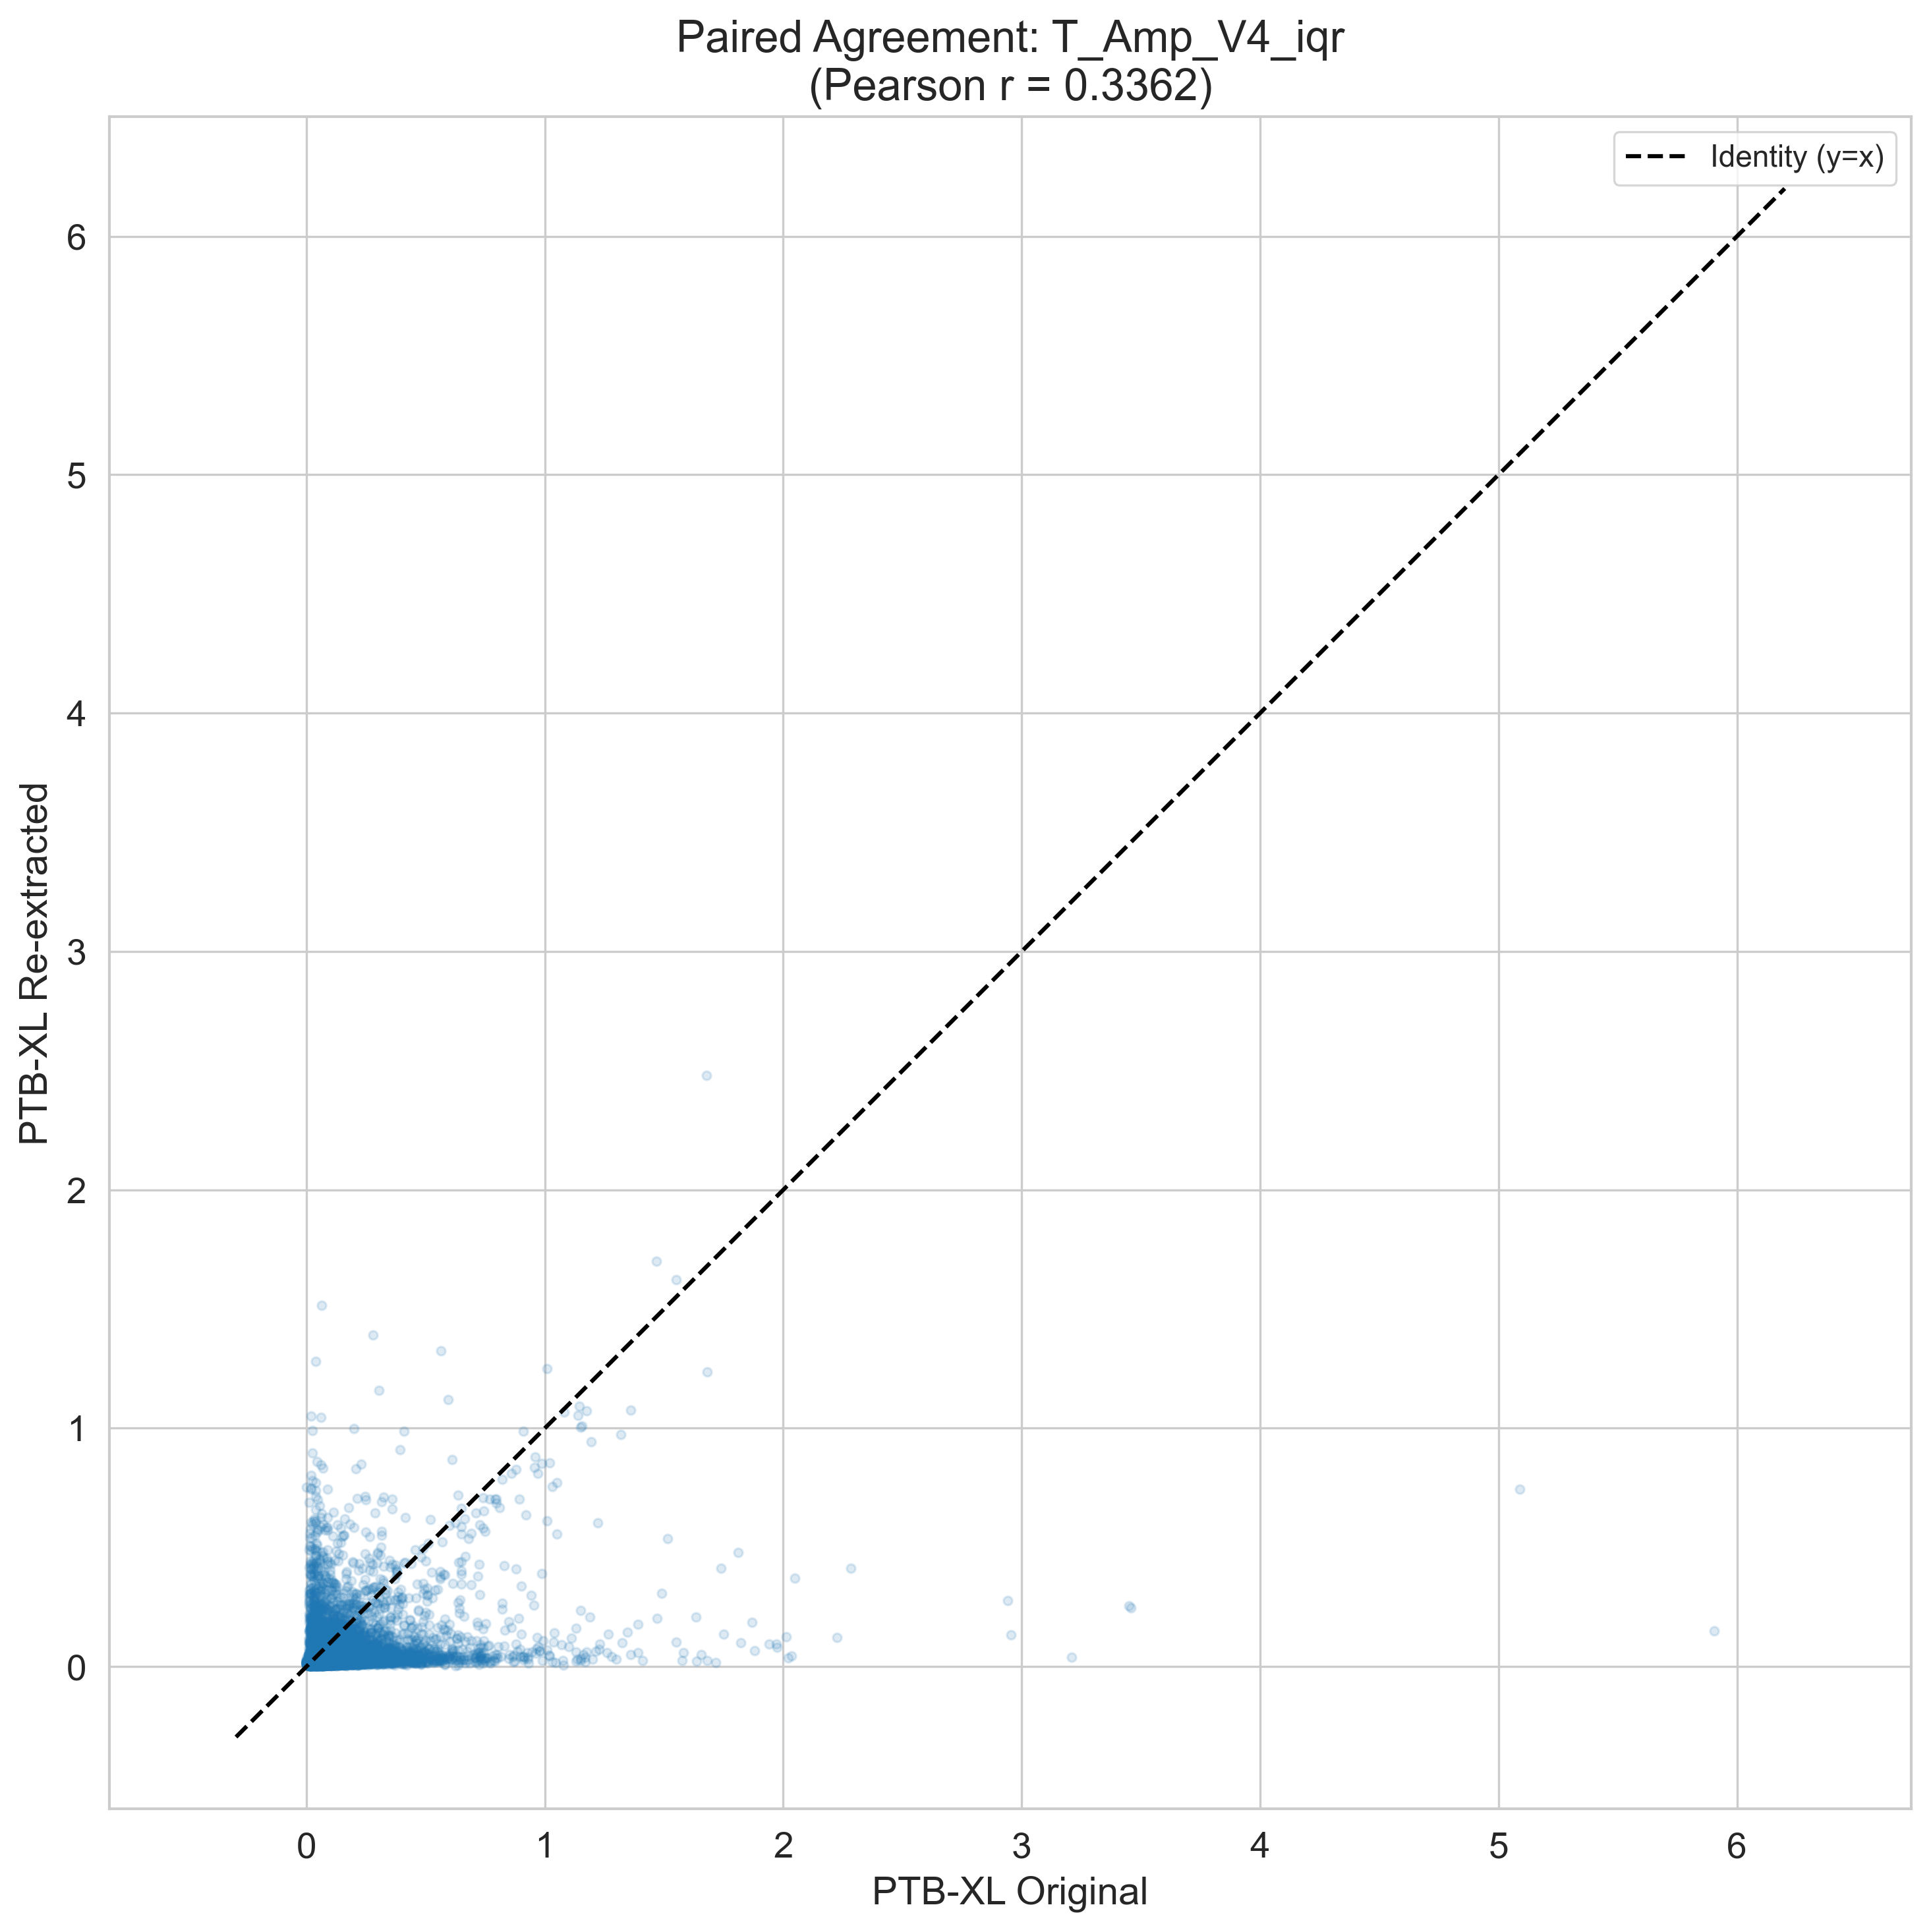 Paired Agreement: T_Amp_V4_iqr
(Pearson r = 0.3362)
Identity (y=x)
6
5
4
3
2
1
0
PTB-XL Re-extracted
0 1 2 3 4 5 6
PTB-XL Original